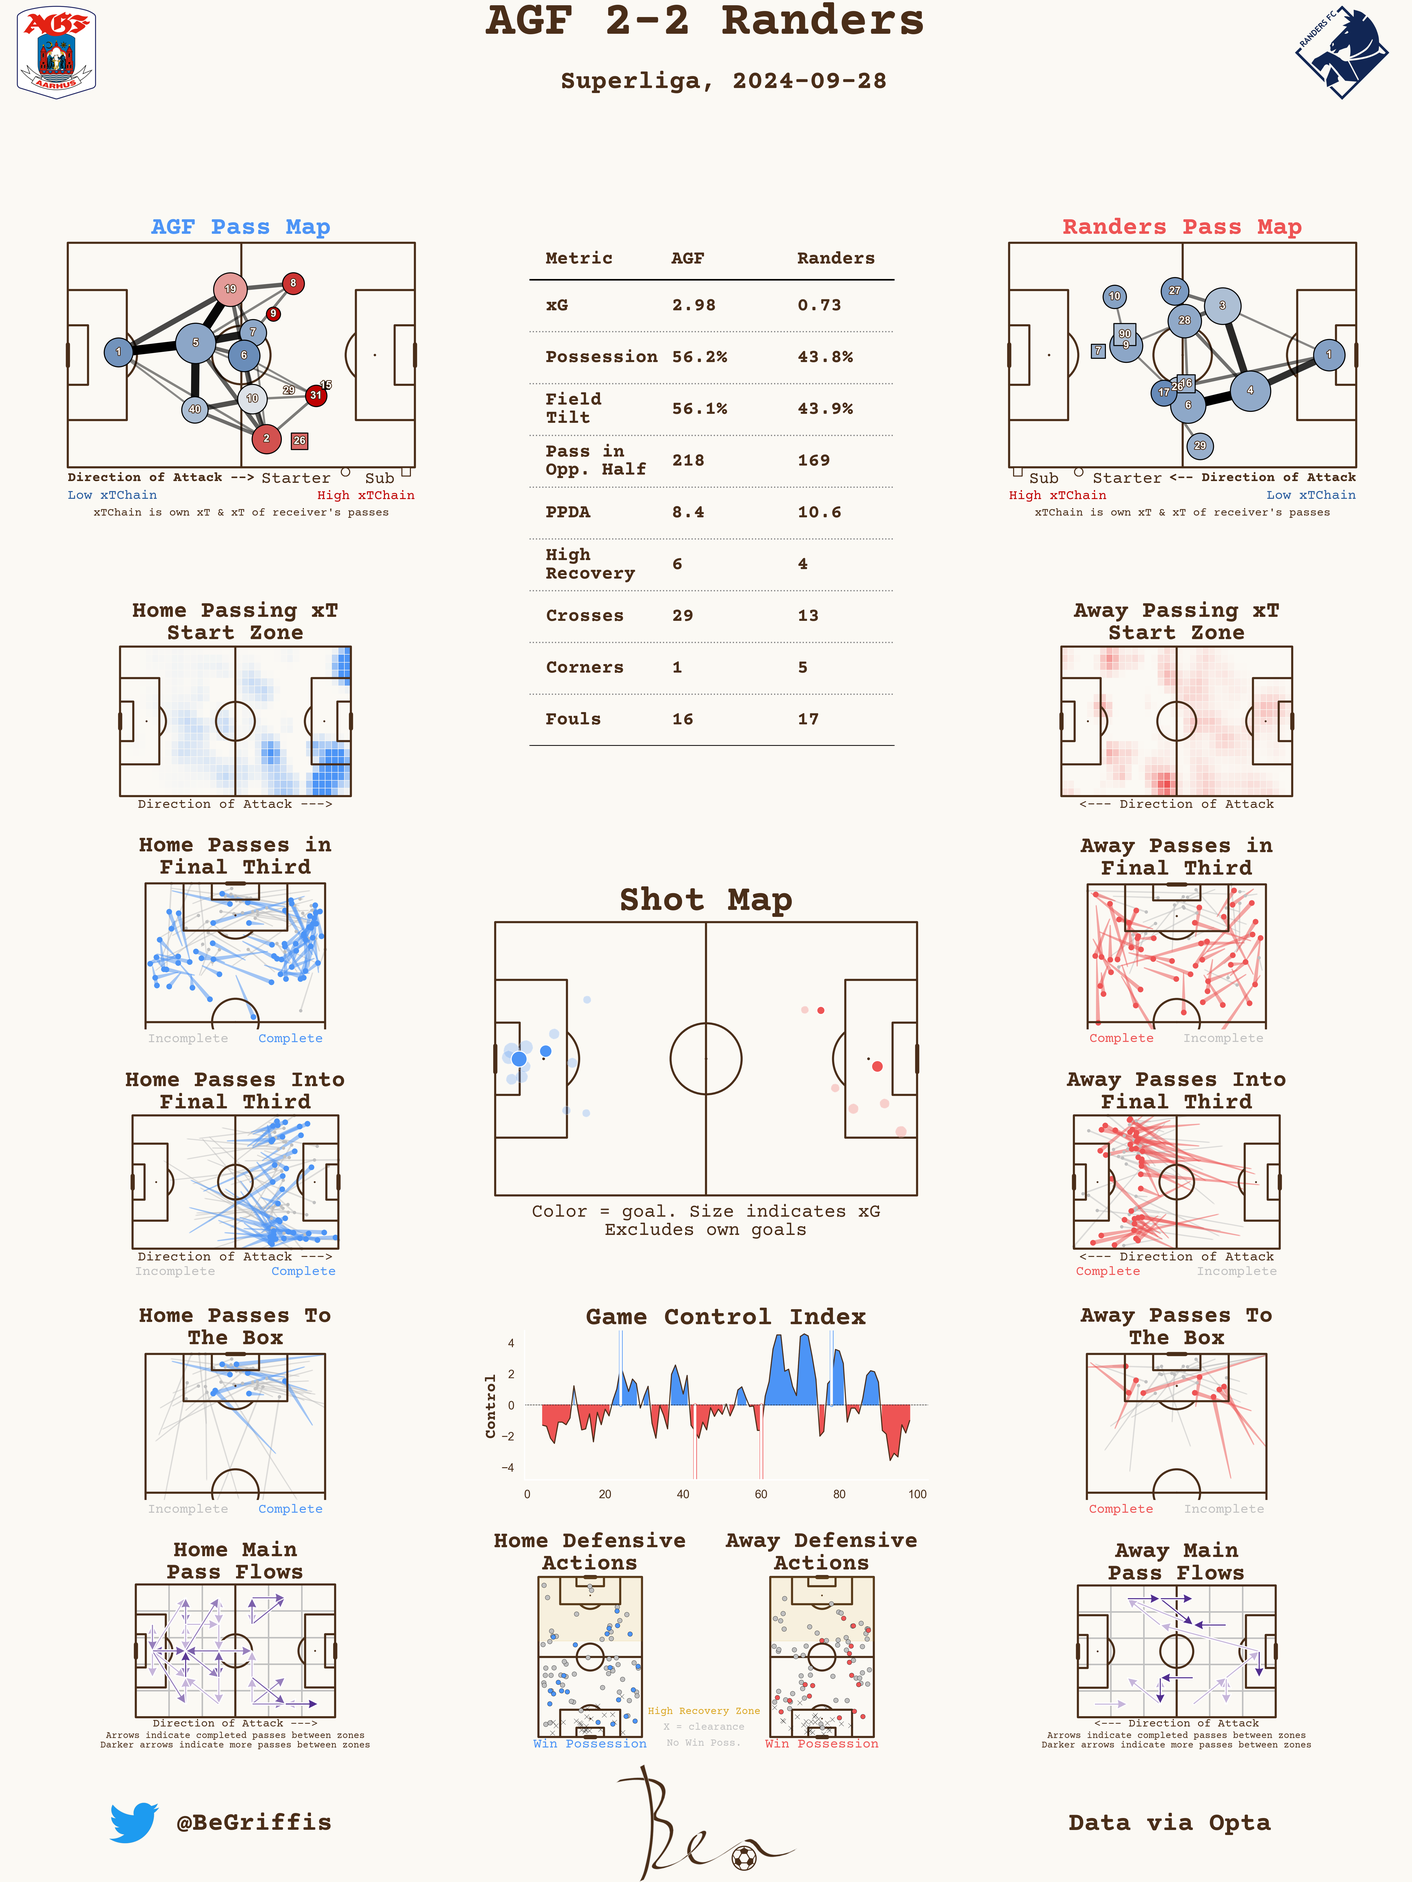 AGF 2-2 Randers
Superliga, 2024-09-28
AGF
AARHUS
RANDERS FC
AGF Pass Map
19
8
9
7
5
6
1
15
29
31
10
40
2
26
Direction of Attack --> Starter Sub
Low xTChain High xTChain
xTChain is own xT & xT of receiver's passes
Metric AGF Randers
xG 2.98 0.73
Possession 56.2% 43.8%
Field
Tilt 56.1% 43.9%
Pass in
Opp. Half 218 169
PPDA 8.4 10.6
High
Recovery 6 4
Crosses 29 13
Corners 1 5
Fouls 16 17
Randers Pass Map
10
27
3
28
90
9
7
1
16
17
4
6
29
Sub Starter <-- Direction of Attack
High xTChain Low xTChain
xTChain is own xT & xT of receiver's passes
Home Passing xT
Start Zone
Direction of Attack --->
Away Passing xT
Start Zone
<--- Direction of Attack
Home Passes in
Final Third
Incomplete Complete
Away Passes in
Final Third
Complete Incomplete
Shot Map
Color = goal. Size indicates xG
Excludes own goals
Home Passes Into
Final Third
Direction of Attack --->
Incomplete Complete
Away Passes Into
Final Third
<--- Direction of Attack
Complete Incomplete
Home Passes To
The Box
Incomplete Complete
Game Control Index
Control
4
2
0
−2
−4
0 20 40 60 80 100
Away Passes To
The Box
Complete Incomplete
Home Main
Pass Flows
Direction of Attack --->
Arrows indicate completed passes between zones
Darker arrows indicate more passes between zones
Home Defensive
Actions
Win Possession
High Recovery Zone
X = clearance
No Win Poss.
Away Defensive
Actions
Win Possession
Away Main
Pass Flows
<--- Direction of Attack
Arrows indicate completed passes between zones
Darker arrows indicate more passes between zones
@BeGriffis
Ben
Data via Opta